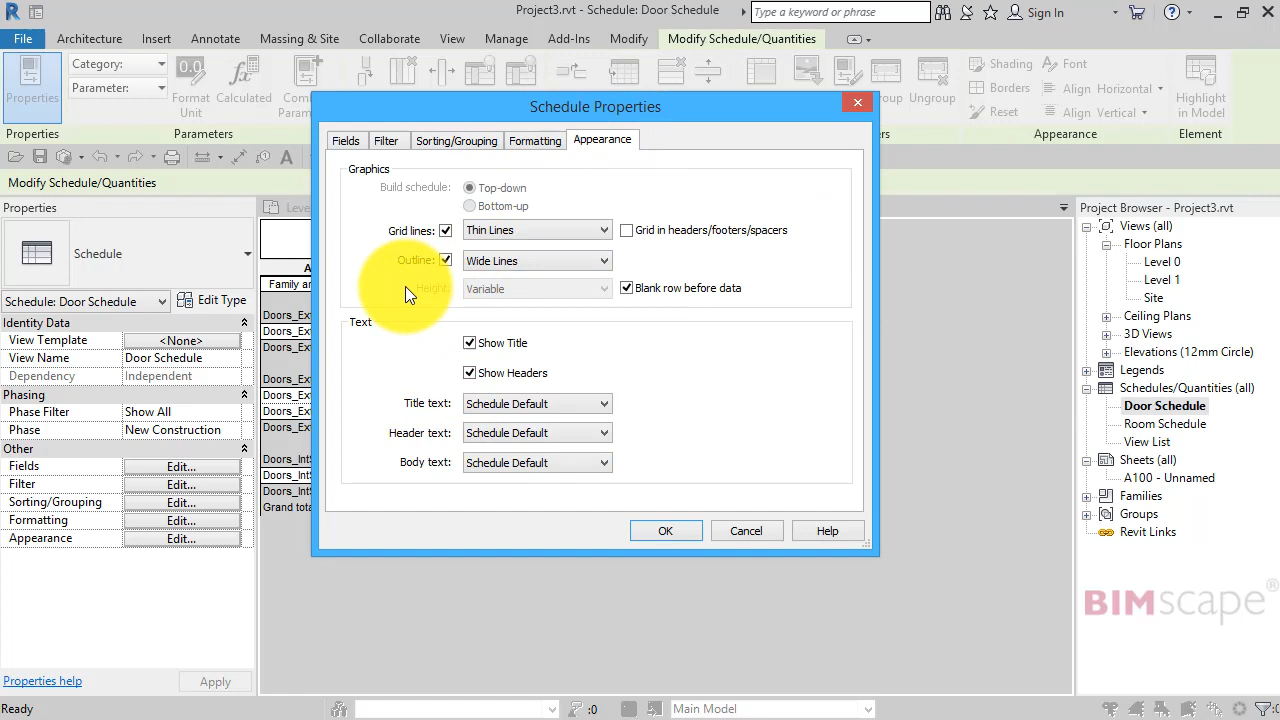 Project3.rvt - Schedule: Door Schedule
Type a keyword or phrase
Sign In
File
Architecture
Insert
Annotate
Massing & Site
Collaborate
View
Manage
Add-Ins
Modify
Modify Schedule/Quantities
Category:
Parameter:
Properties
Format
Unit
Calculated
Properties
Parameters
Ungroup
Shading
Borders
Reset
Font
Align Horizontal
Align Vertical
Appearance
Highlight
in Model
Element
Modify Schedule/Quantities
Properties
Schedule
Schedule: Door Schedule
Edit Type
Identity Data
View Template
<None>
View Name
Door Schedule
Dependency
Independent
Phasing
Phase Filter
Show All
Phase
New Construction
Other
Fields
Edit...
Filter
Edit...
Sorting/Grouping
Edit...
Formatting
Edit...
Appearance
Edit...
Properties help
Apply
Schedule Properties
Fields
Filter
Sorting/Grouping
Formatting
Appearance
Graphics
Build schedule:
Top-down
Bottom-up
Grid lines:
Thin Lines
Grid in headers/footers/spacers
Outline:
Wide Lines
Height:
Variable
Blank row before data
Text
Show Title
Show Headers
Title text:
Schedule Default
Header text:
Schedule Default
Body text:
Schedule Default
OK
Cancel
Help
Project Browser - Project3.rvt
Views (all)
Floor Plans
Level 0
Level 1
Site
Ceiling Plans
3D Views
Elevations (12mm Circle)
Legends
Schedules/Quantities (all)
Door Schedule
Room Schedule
View List
Sheets (all)
A100 - Unnamed
Families
Groups
Revit Links
BIMscape®
Ready
:0
Main Model